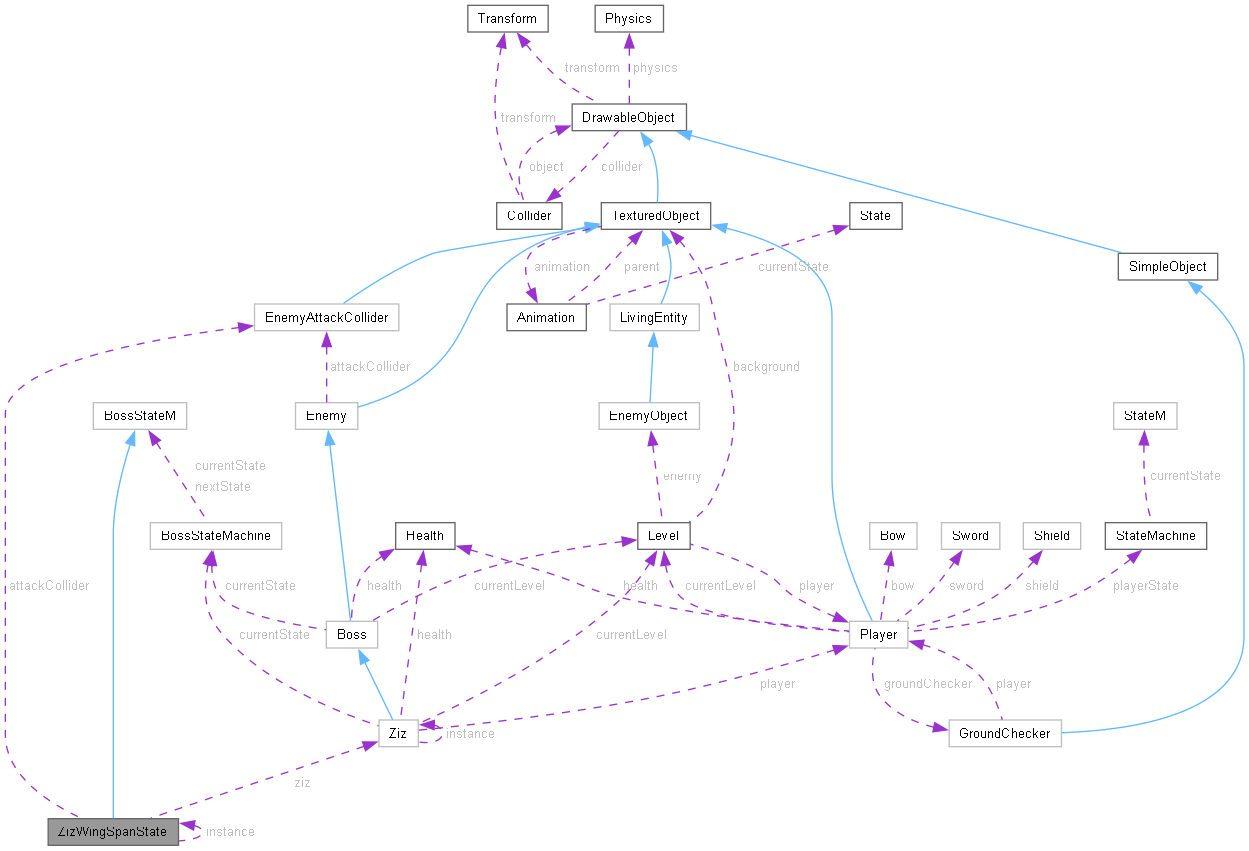 Transform
Physics
transform
physics
transform
DrawableObject
object
collider
Collider
TexturedObject
State
animation
parent
currentState
SimpleObject
EnemyAttackCollider
Animation
LivingEntity
attackCollider
background
BossStateM
Enemy
EnemyObject
StateM
currentState
nextState
enemy
currentState
BossStateMachine
Health
Level
Bow
Sword
Shield
StateMachine
attackCollider
currentState
health
currentLevel
health
currentLevel
player
bow
sword
shield
playerState
currentState
Boss
health
currentLevel
Player
player
groundChecker
player
Ziz
instance
GroundChecker
ziz
ZizWingSpanState
instance